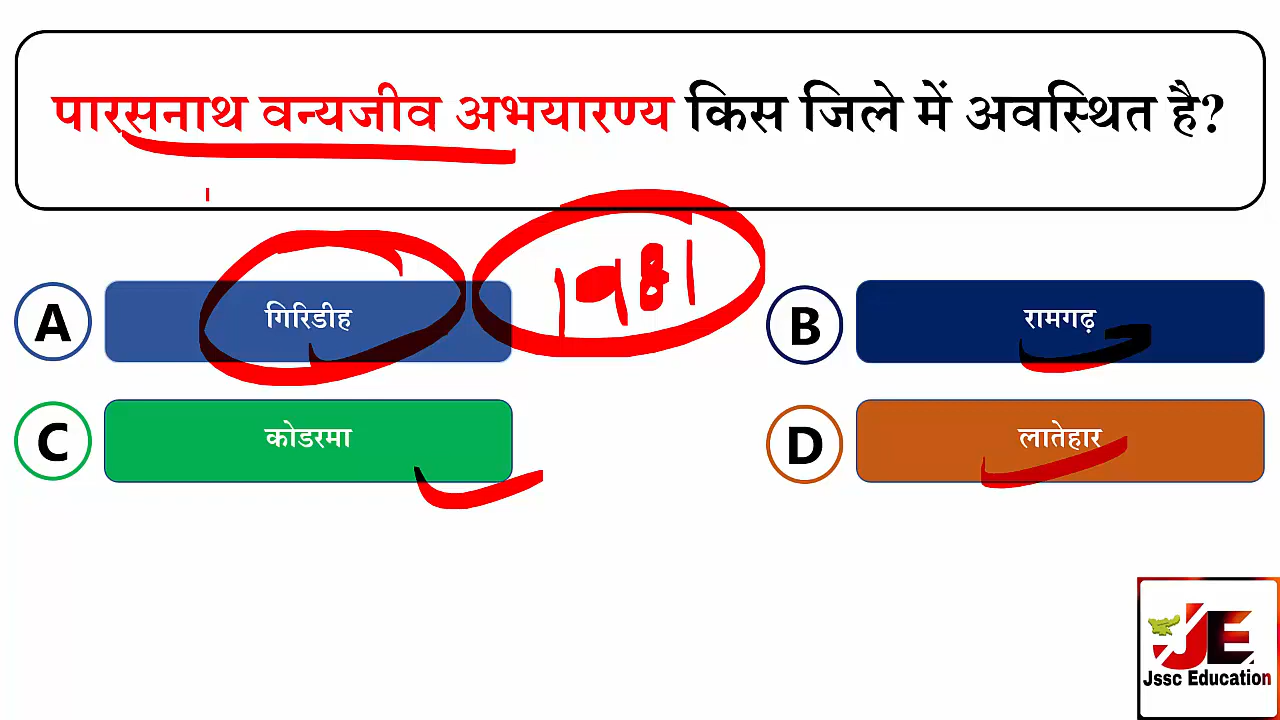 पारसनाथ वन्यजीव अभयारण्य किस जिले में अवस्थित है?
1981
A गिरिडीह
B रामगढ़
C कोडरमा
D लातेहार
JE
Jssc Education